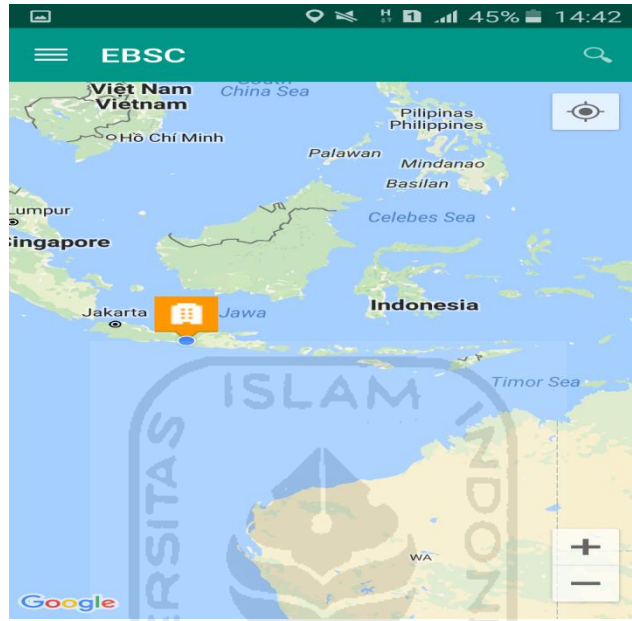 45% 14:42
EBSC
South
Việt Nam
Vietnam
China Sea
Hồ Chí Minh
Pilipinas
Philippines
Palawan
Mindanao
Basilan
Lumpur
Celebes Sea
Singapore
Jakarta
Jawa
Indonesia
Timor Sea
ISLAM
ERSITAS
INDON
WA
+
−
Google